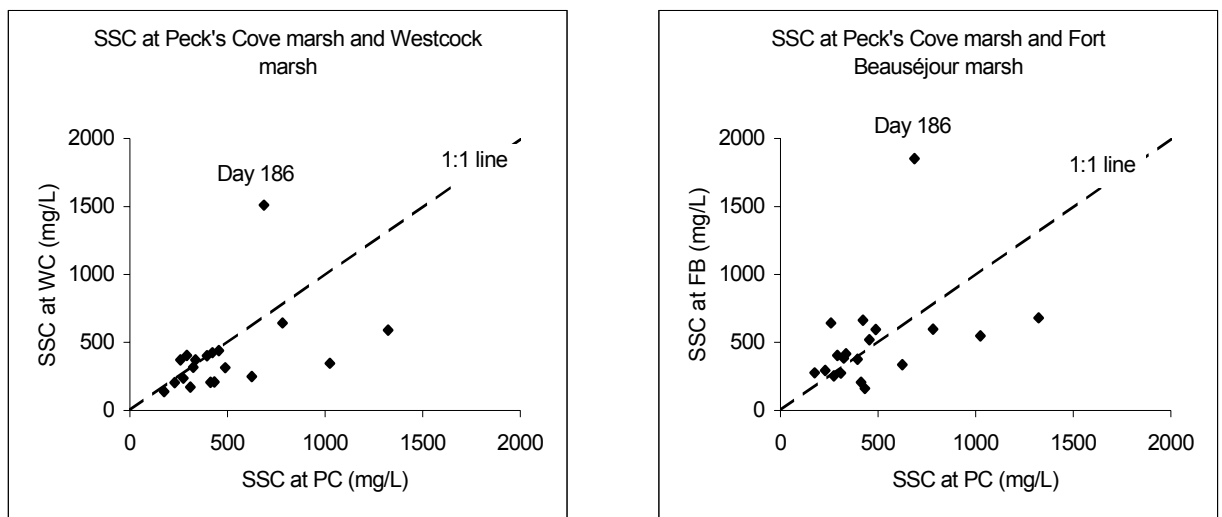 SSC at Peck's Cove marsh and Westcock
marsh
2000
1500
1000
500
0
SSC at WC (mg/L)
Day 186
1:1 line
0 500 1000 1500 2000
SSC at PC (mg/L)
SSC at Peck's Cove marsh and Fort
Beauséjour marsh
2000
1500
1000
500
0
SSC at FB (mg/L)
Day 186
1:1 line
0 500 1000 1500 2000
SSC at PC (mg/L)